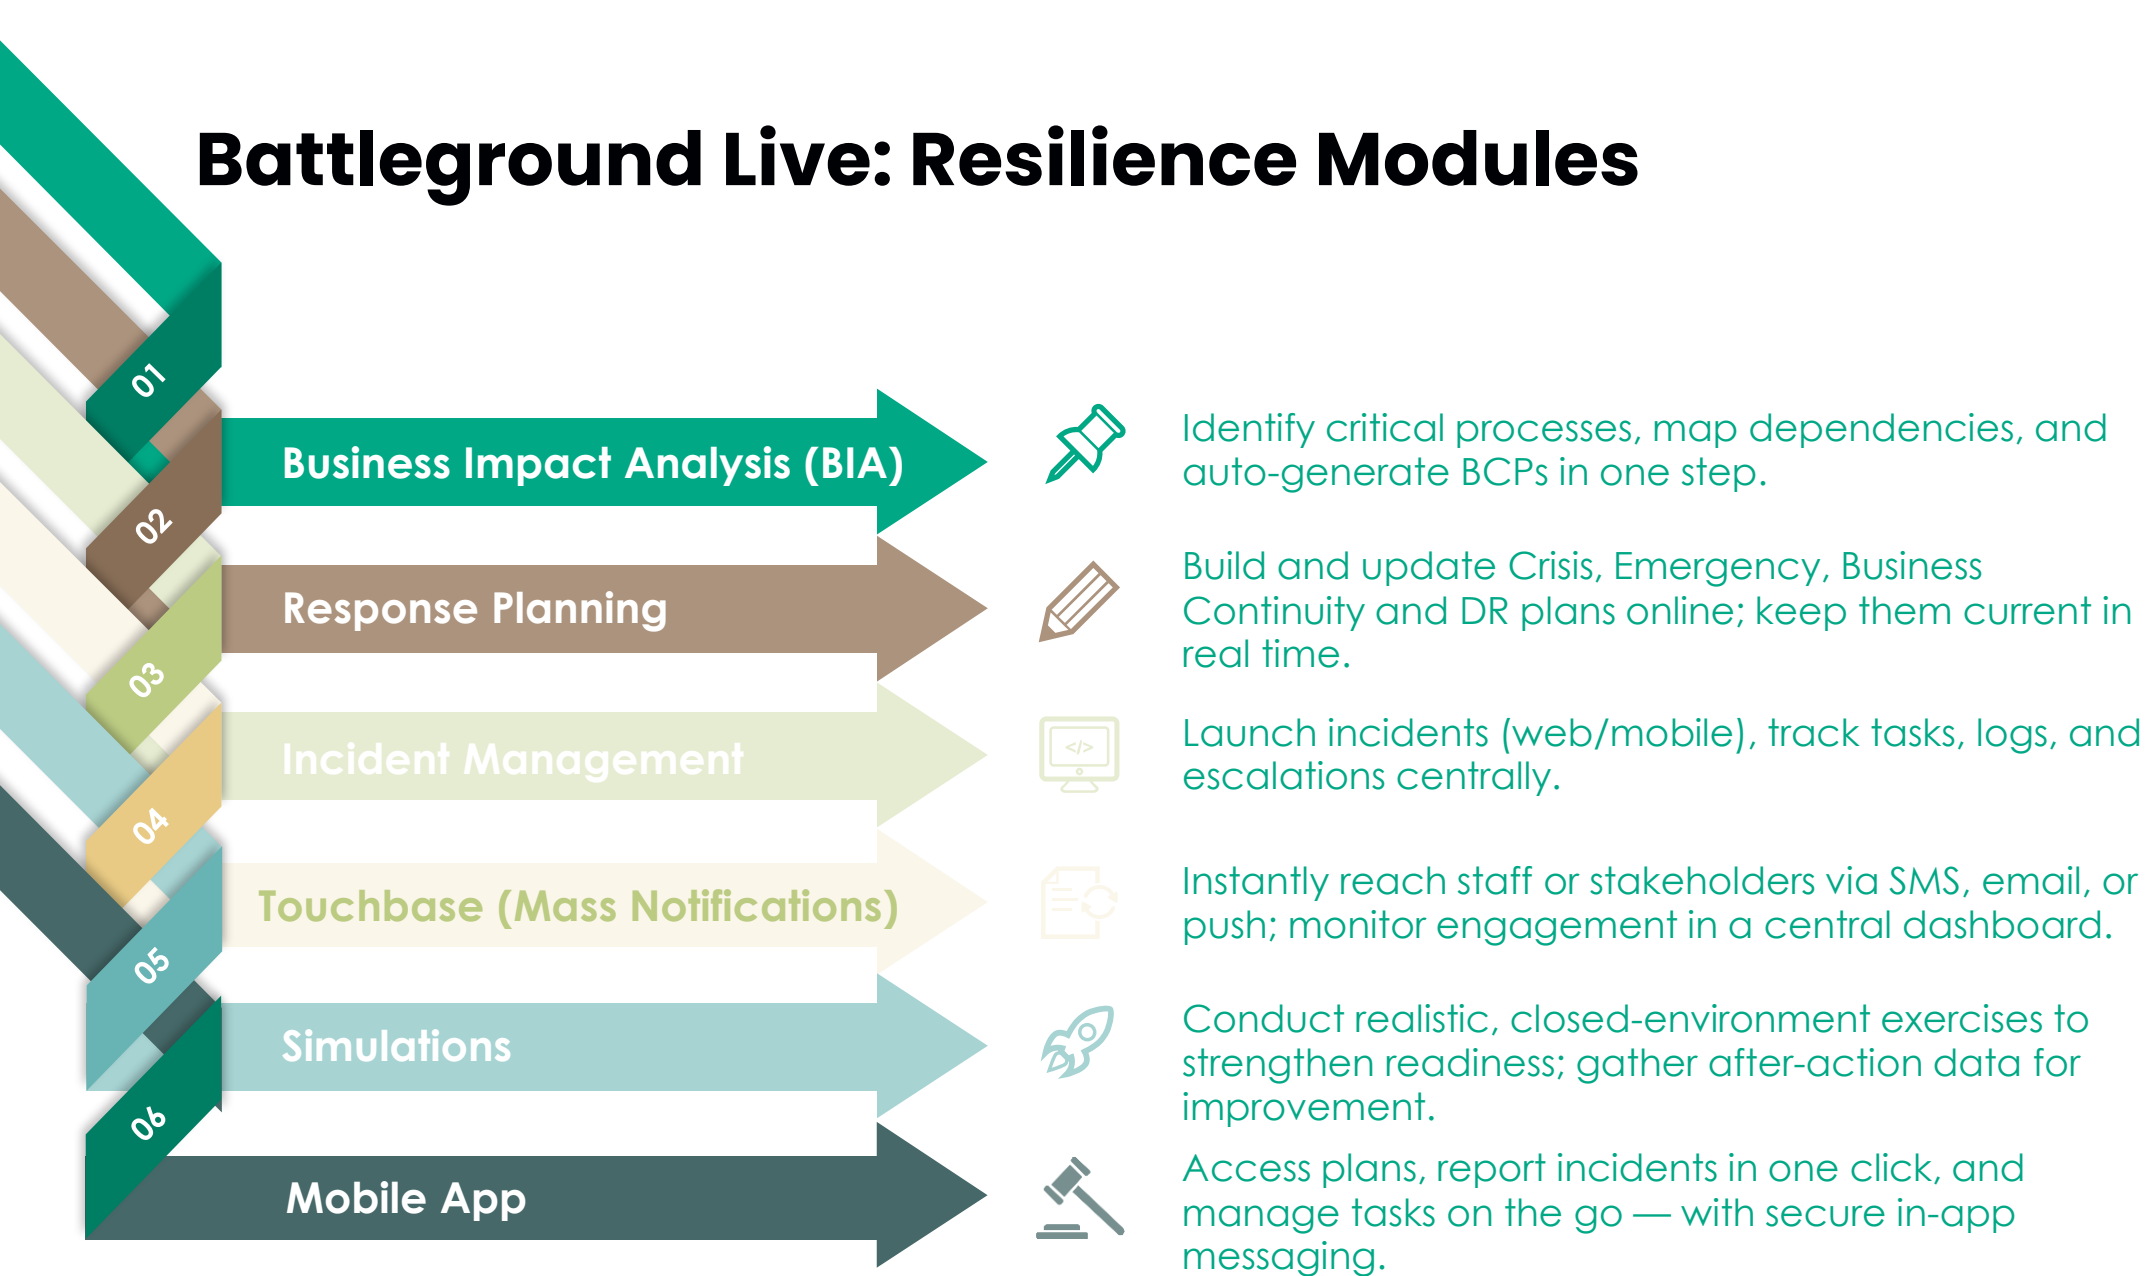 Battleground Live: Resilience Modules
01
Business Impact Analysis (BIA)
Identify critical processes, map dependencies, and
auto-generate BCPs in one step.
02
Response Planning
Build and update Crisis, Emergency, Business
Continuity and DR plans online; keep them current in
real time.
03
Incident Management
</>
Launch incidents (web/mobile), track tasks, logs, and
escalations centrally.
04
Touchbase (Mass Notifications)
Instantly reach staff or stakeholders via SMS, email, or
push; monitor engagement in a central dashboard.
05
Simulations
Conduct realistic, closed-environment exercises to
strengthen readiness; gather after-action data for
improvement.
06
Mobile App
Access plans, report incidents in one click, and
manage tasks on the go — with secure in-app
messaging.